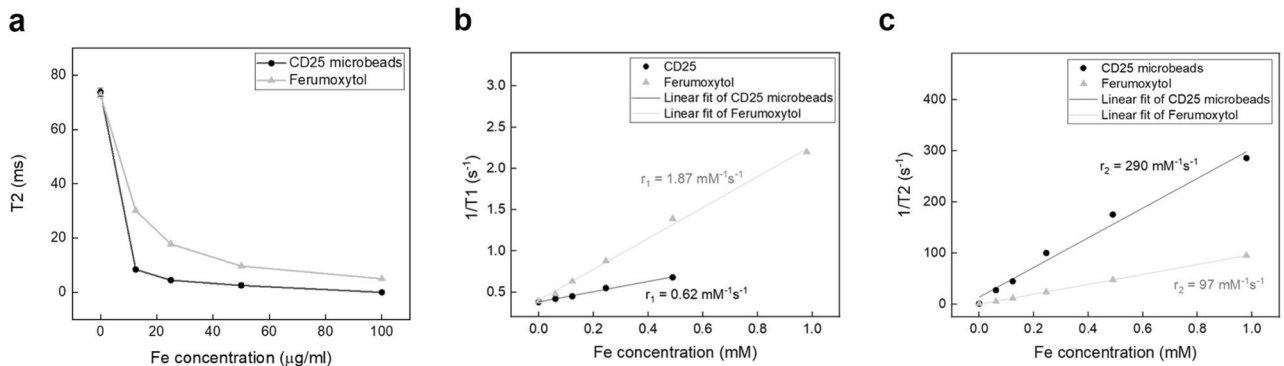 a
CD25 microbeads
Ferumoxytol
80
60
40
20
0
T2 (ms)
0 20 40 60 80 100
Fe concentration (μg/ml)
b
CD25
Ferumoxytol
Linear fit of CD25 microbeads
Linear fit of Ferumoxytol
3.0
2.5
2.0
1.5
1.0
0.5
1/T1 (s⁻¹)
r₁ = 1.87 mM⁻¹s⁻¹
r₁ = 0.62 mM⁻¹s⁻¹
0.0 0.2 0.4 0.6 0.8 1.0
Fe concentration (mM)
c
CD25 microbeads
Ferumoxytol
Linear fit of CD25 microbeads
Linear fit of Ferumoxytol
400
300
200
100
0
1/T2 (s⁻¹)
r₂ = 290 mM⁻¹s⁻¹
r₂ = 97 mM⁻¹s⁻¹
0.0 0.2 0.4 0.6 0.8 1.0
Fe concentration (mM)